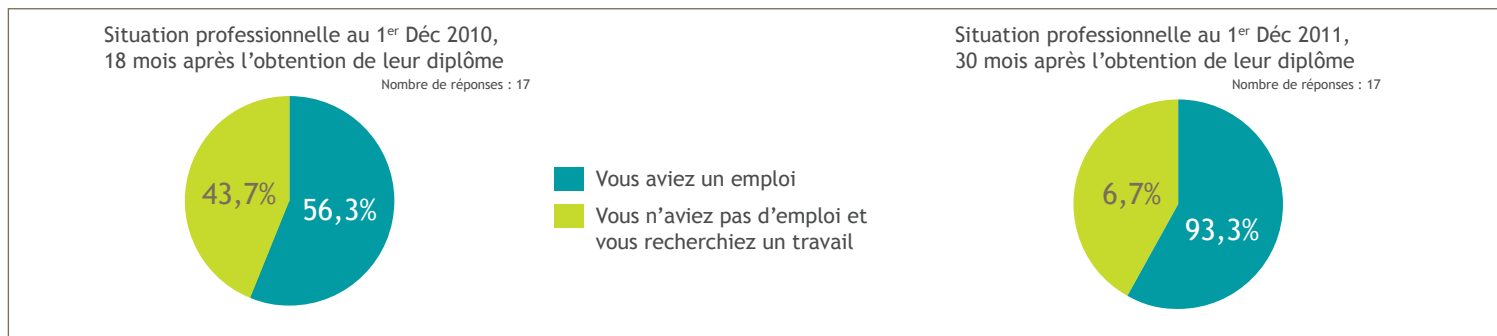 Situation professionnelle au 1er Déc 2010,
18 mois après l’obtention de leur diplôme
Nombre de réponses : 17
43,7%
56,3%
Vous aviez un emploi
Vous n’aviez pas d’emploi et
vous recherchiez un travail
Situation professionnelle au 1er Déc 2011,
30 mois après l’obtention de leur diplôme
Nombre de réponses : 17
6,7%
93,3%